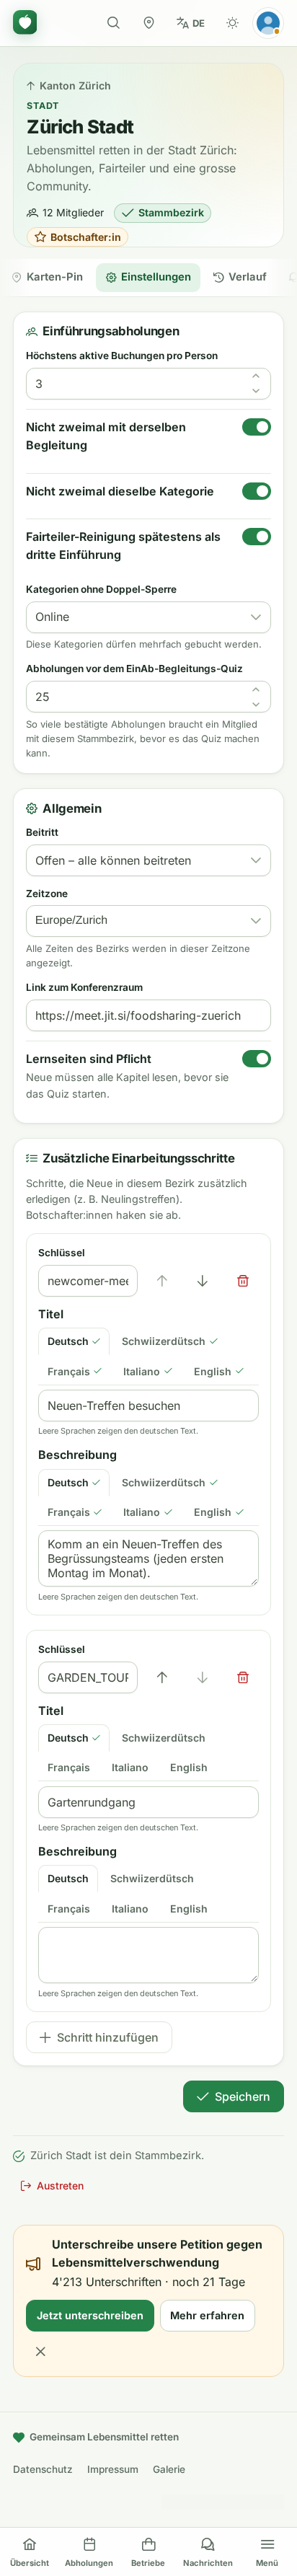 DE
Kanton Zürich
STADT
Zürich Stadt
Lebensmittel retten in der Stadt Zürich:
Abholungen, Fairteiler und eine grosse
Community.
12 Mitglieder
Stammbezirk
Botschafter:in
Karten-Pin
Einstellungen
Verlauf
Einführungsabholungen
Höchstens aktive Buchungen pro Person
3
Nicht zweimal mit derselben
Begleitung
Nicht zweimal dieselbe Kategorie
Fairteiler-Reinigung spätestens als
dritte Einführung
Kategorien ohne Doppel-Sperre
Online
Diese Kategorien dürfen mehrfach gebucht werden.
Abholungen vor dem EinAb-Begleitungs-Quiz
25
So viele bestätigte Abholungen braucht ein Mitglied
mit diesem Stammbezirk, bevor es das Quiz machen
kann.
Allgemein
Beitritt
Offen – alle können beitreten
Zeitzone
Europe/Zurich
Alle Zeiten des Bezirks werden in dieser Zeitzone
angezeigt.
Link zum Konferenzraum
https://meet.jit.si/foodsharing-zuerich
Lernseiten sind Pflicht
Neue müssen alle Kapitel lesen, bevor sie
das Quiz starten.
Zusätzliche Einarbeitungsschritte
Schritte, die Neue in diesem Bezirk zusätzlich
erledigen (z. B. Neulingstreffen).
Botschafter:innen haken sie ab.
Schlüssel
newcomer-mee
Titel
Deutsch
Schwiizerdütsch
Français
Italiano
English
Neuen-Treffen besuchen
Leere Sprachen zeigen den deutschen Text.
Beschreibung
Deutsch
Schwiizerdütsch
Français
Italiano
English
Komm an ein Neuen-Treffen des
Begrüssungsteams (jeden ersten
Montag im Monat).
Leere Sprachen zeigen den deutschen Text.
Schlüssel
GARDEN_TOUR
Titel
Deutsch
Schwiizerdütsch
Français
Italiano
English
Gartenrundgang
Leere Sprachen zeigen den deutschen Text.
Beschreibung
Deutsch
Schwiizerdütsch
Français
Italiano
English
Leere Sprachen zeigen den deutschen Text.
Schritt hinzufügen
Speichern
Zürich Stadt ist dein Stammbezirk.
Austreten
Unterschreibe unsere Petition gegen
Lebensmittelverschwendung
4'213 Unterschriften · noch 21 Tage
Jetzt unterschreiben
Mehr erfahren
Gemeinsam Lebensmittel retten
Datenschutz
Impressum
Galerie
Übersicht
Abholungen
Betriebe
Nachrichten
Menü